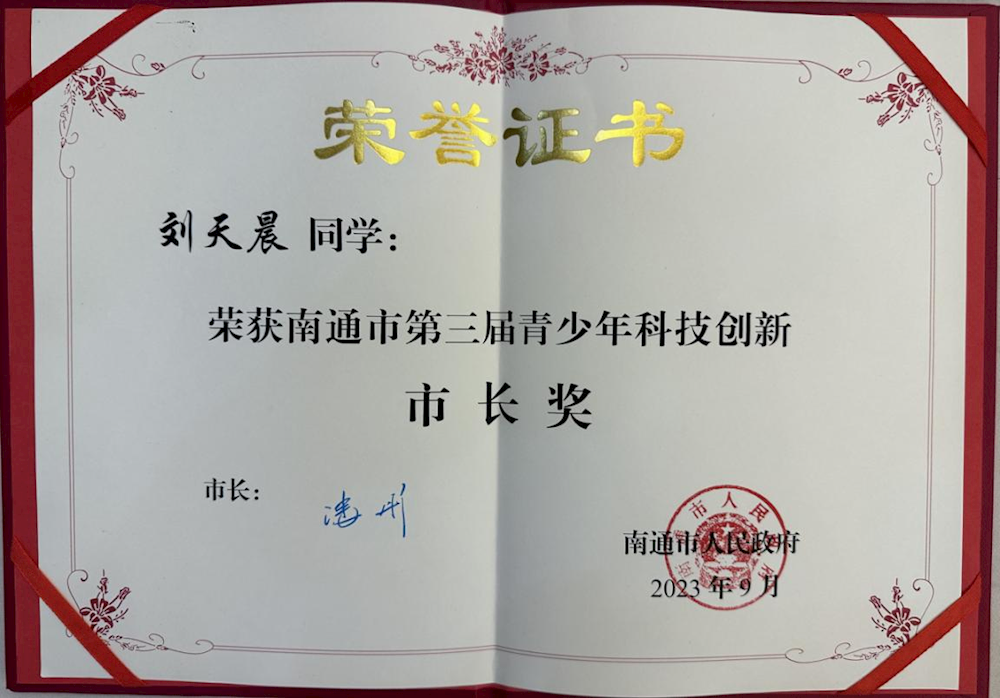 荣誉证书
刘天晨 同学：
荣获南通市第三届青少年科技创新
市长奖
市长：
南通市人民政府
2023年9月